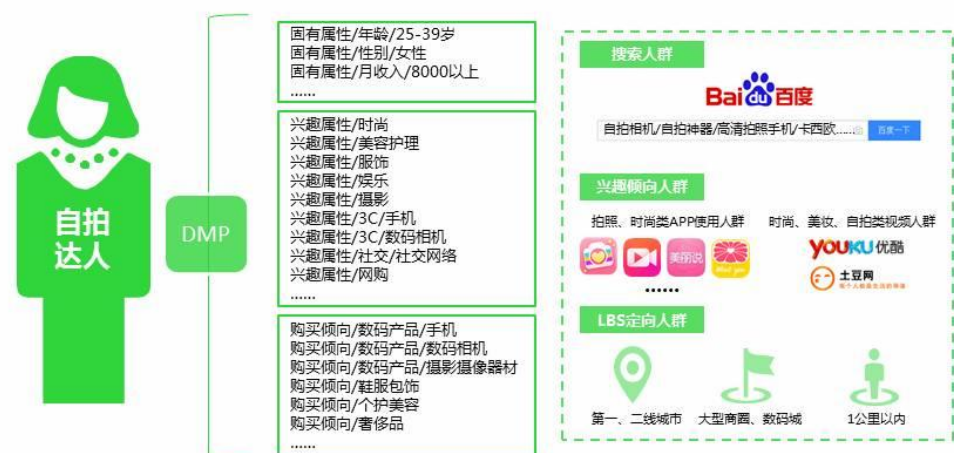 自拍
达人
DMP
固有属性/年龄/25-39岁
固有属性/性别/女性
固有属性/月收入/8000以上
......
兴趣属性/时尚
兴趣属性/美容护理
兴趣属性/服饰
兴趣属性/娱乐
兴趣属性/摄影
兴趣属性/3C/手机
兴趣属性/3C/数码相机
兴趣属性/社交/社交网络
兴趣属性/网购
......
购买倾向/数码产品/手机
购买倾向/数码产品/数码相机
购买倾向/数码产品/摄影摄像器材
购买倾向/鞋服包饰
购买倾向/个护美容
购买倾向/奢侈品
......
搜索人群
Bai du 百度
自拍相机/自拍神器/高清拍照手机/卡西欧......
百度一下
兴趣倾向人群
拍照、时尚类APP使用人群
时尚、美妆、自拍类视频人群
美丽说
YOUKU 优酷
土豆网
......
LBS定向人群
第一、二线城市
大型商圈、数码城
1公里以内